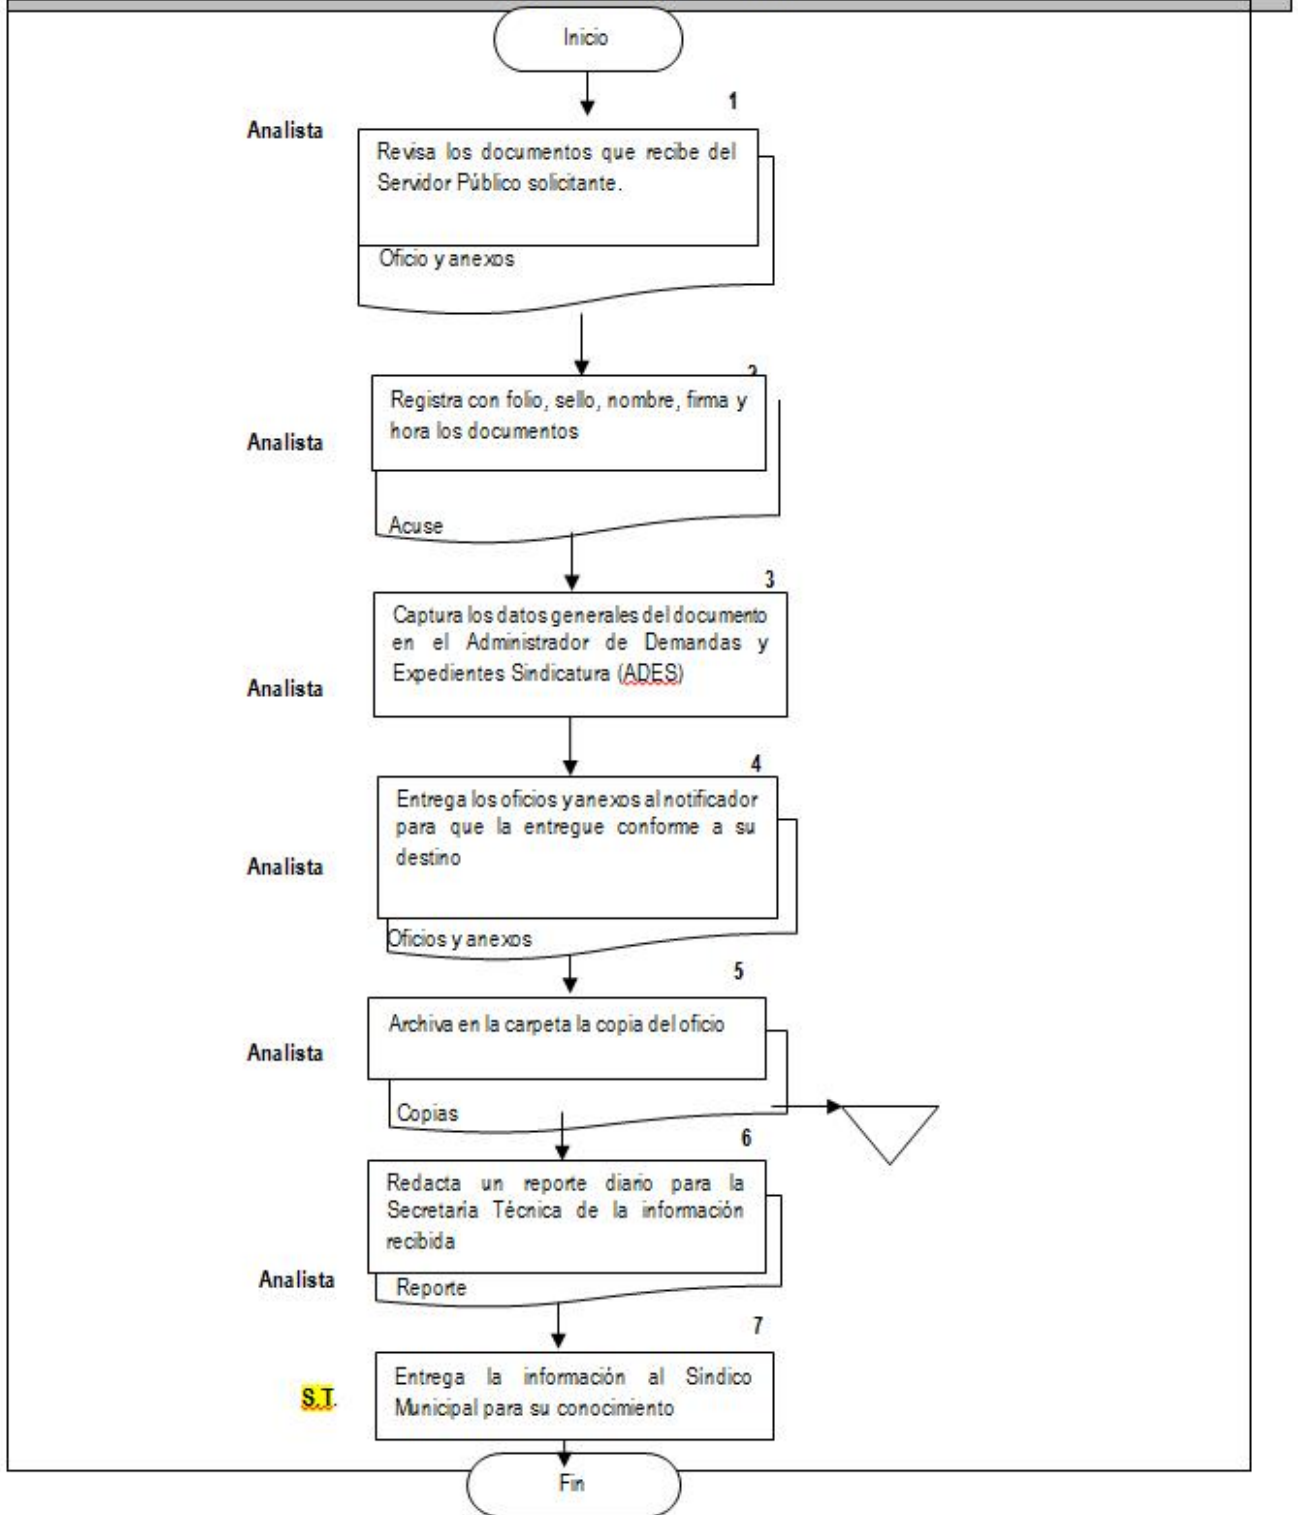 Inicio
1
Analista
Revisa los documentos que recibe del
Servidor Público solicitante.
Oficio y anexos
2
Registra con folio, sello, nombre, firma y
hora los documentos
Analista
Acuse
3
Captura los datos generales del documento
en el Administrador de Demandas y
Expedientes Sindicatura (ADES)
Analista
4
Entrega los oficios y anexos al notificador
para que la entregue conforme a su
destino
Analista
Oficios y anexos
5
Archiva en la carpeta la copia del oficio
Analista
Copias
6
Redacta un reporte diario para la
Secretaría Técnica de la información
recibida
Analista
Reporte
7
Entrega la información al Síndico
Municipal para su conocimiento
S.T.
Fin